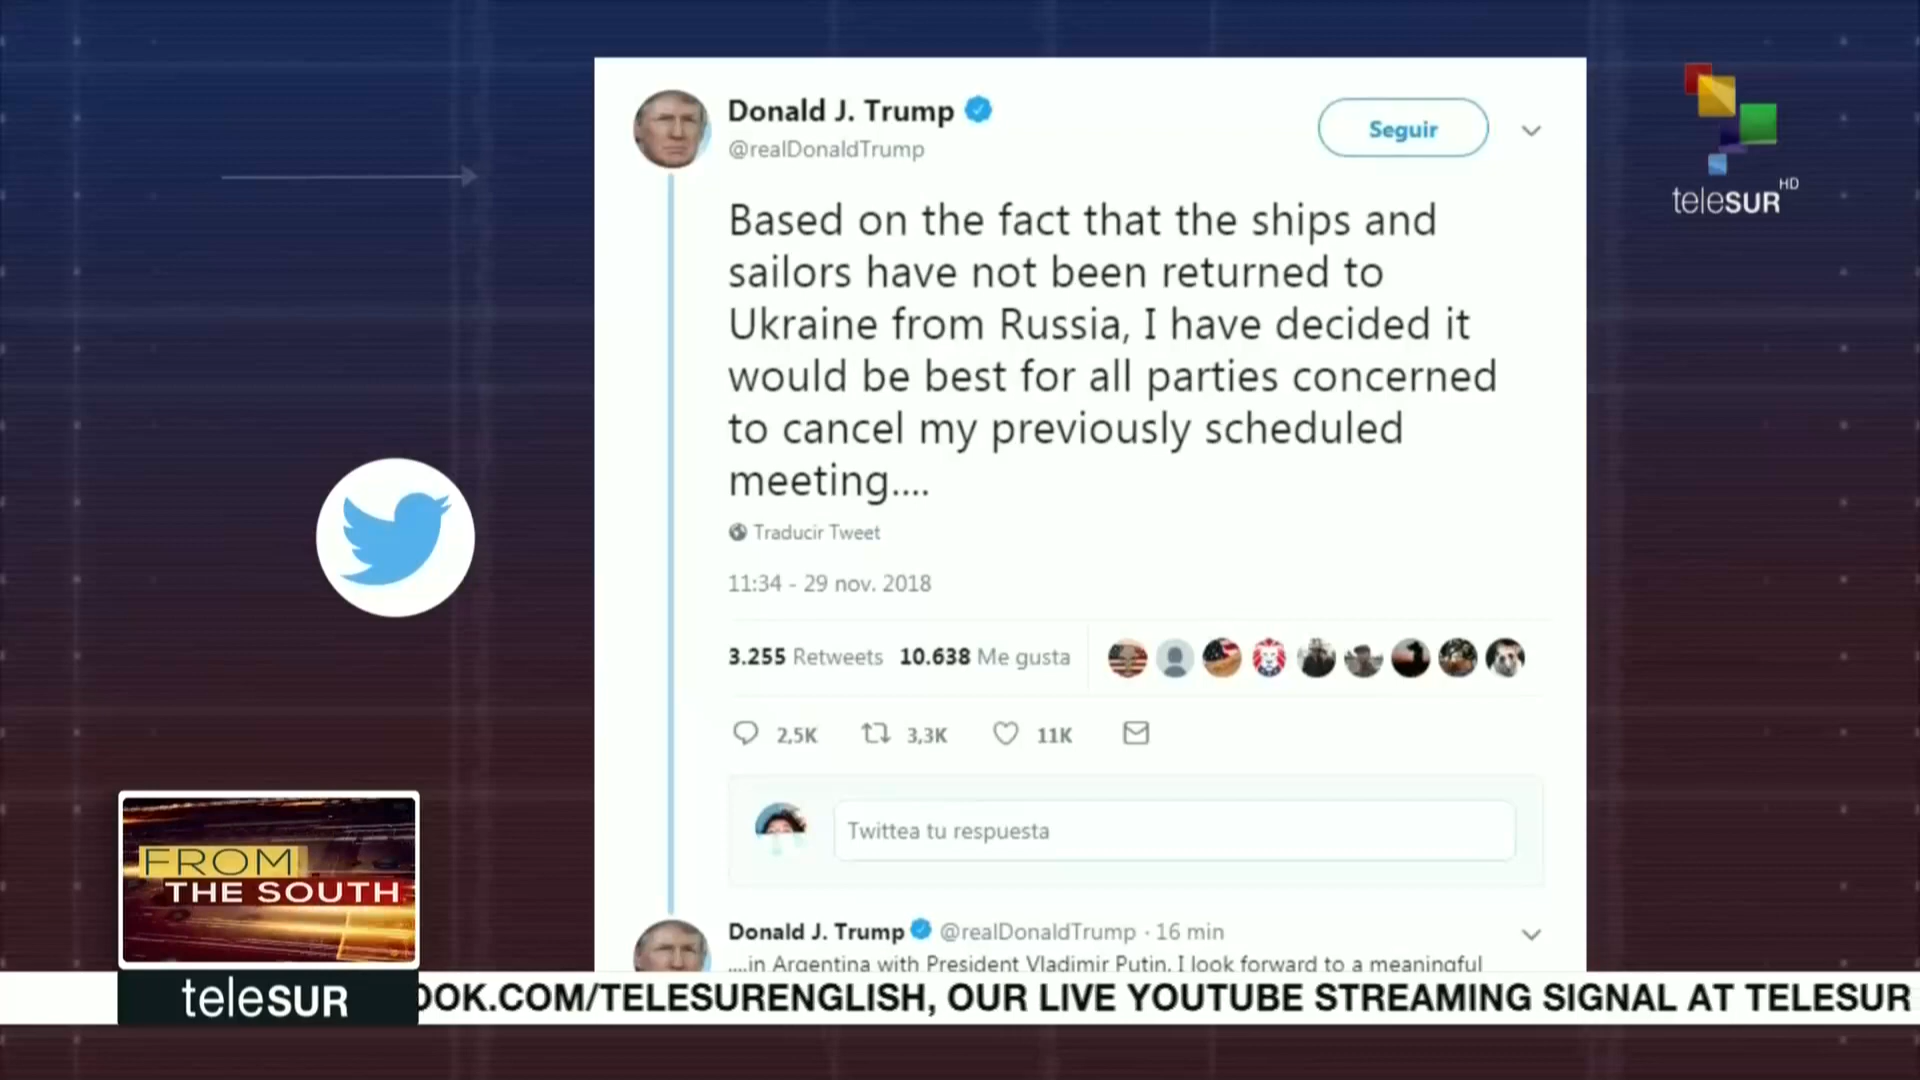 Donald J. Trump
@realDonaldTrump
Seguir
teleSUR HD
Based on the fact that the ships and
sailors have not been returned to
Ukraine from Russia, I have decided it
would be best for all parties concerned
to cancel my previously scheduled
meeting....
Traducir Tweet
11:34 - 29 nov. 2018
3.255 Retweets 10.638 Me gusta
2,5K 3,3K 11K
Twittea tu respuesta
FROM
THE SOUTH
Donald J. Trump @realDonaldTrump · 16 min
....in Argentina with President Vladimir Putin. I look forward to a meaningful
teleSUR
OOK.COM/TELESURENGLISH, OUR LIVE YOUTUBE STREAMING SIGNAL AT TELESUR